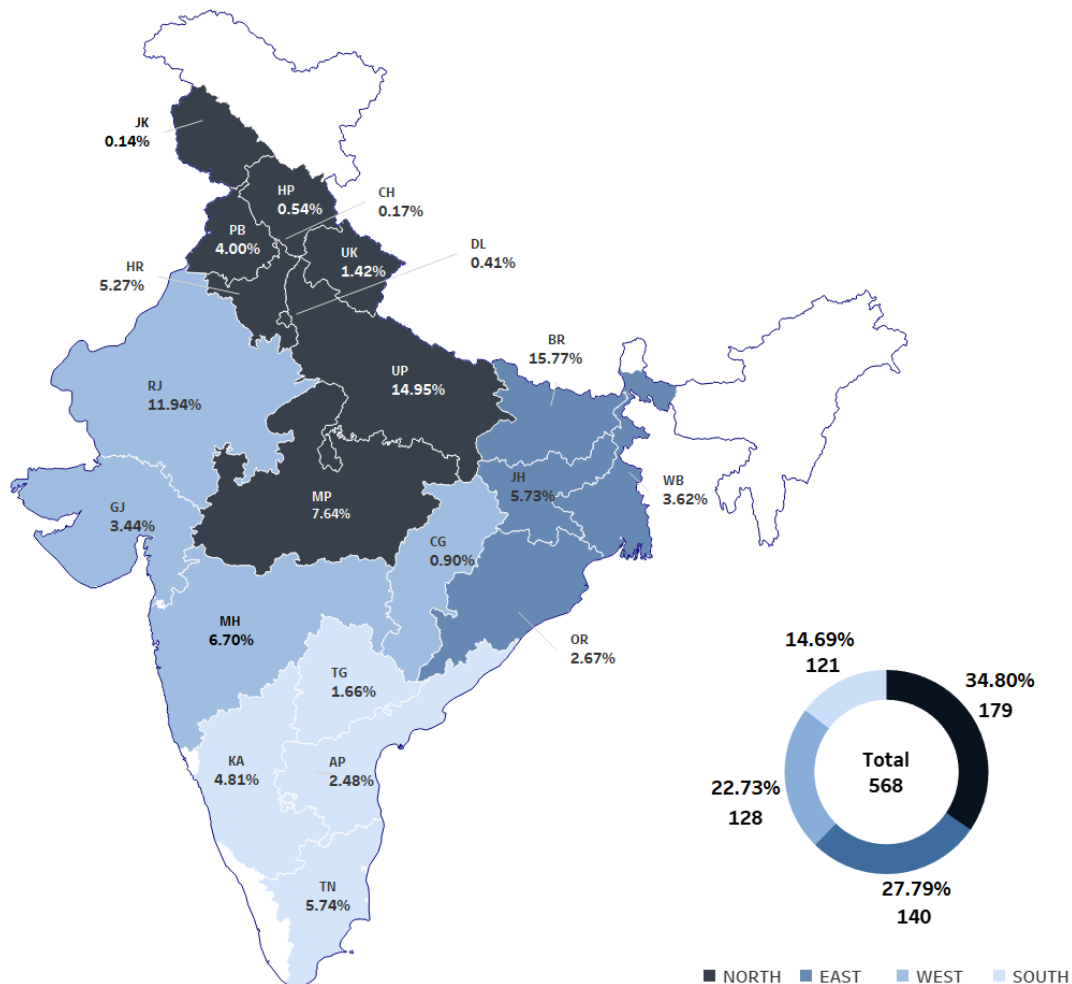 JK
0.14%
HP
0.54%
CH
0.17%
PB
4.00%
UK
1.42%
DL
0.41%
HR
5.27%
BR
15.77%
UP
14.95%
RJ
11.94%
JH
5.73%
WB
3.62%
MP
7.64%
GJ
3.44%
CG
0.90%
MH
6.70%
OR
2.67%
TG
1.66%
KA
4.81%
AP
2.48%
TN
5.74%
14.69%
121
34.80%
179
Total
568
22.73%
128
27.79%
140
NORTH EAST WEST SOUTH